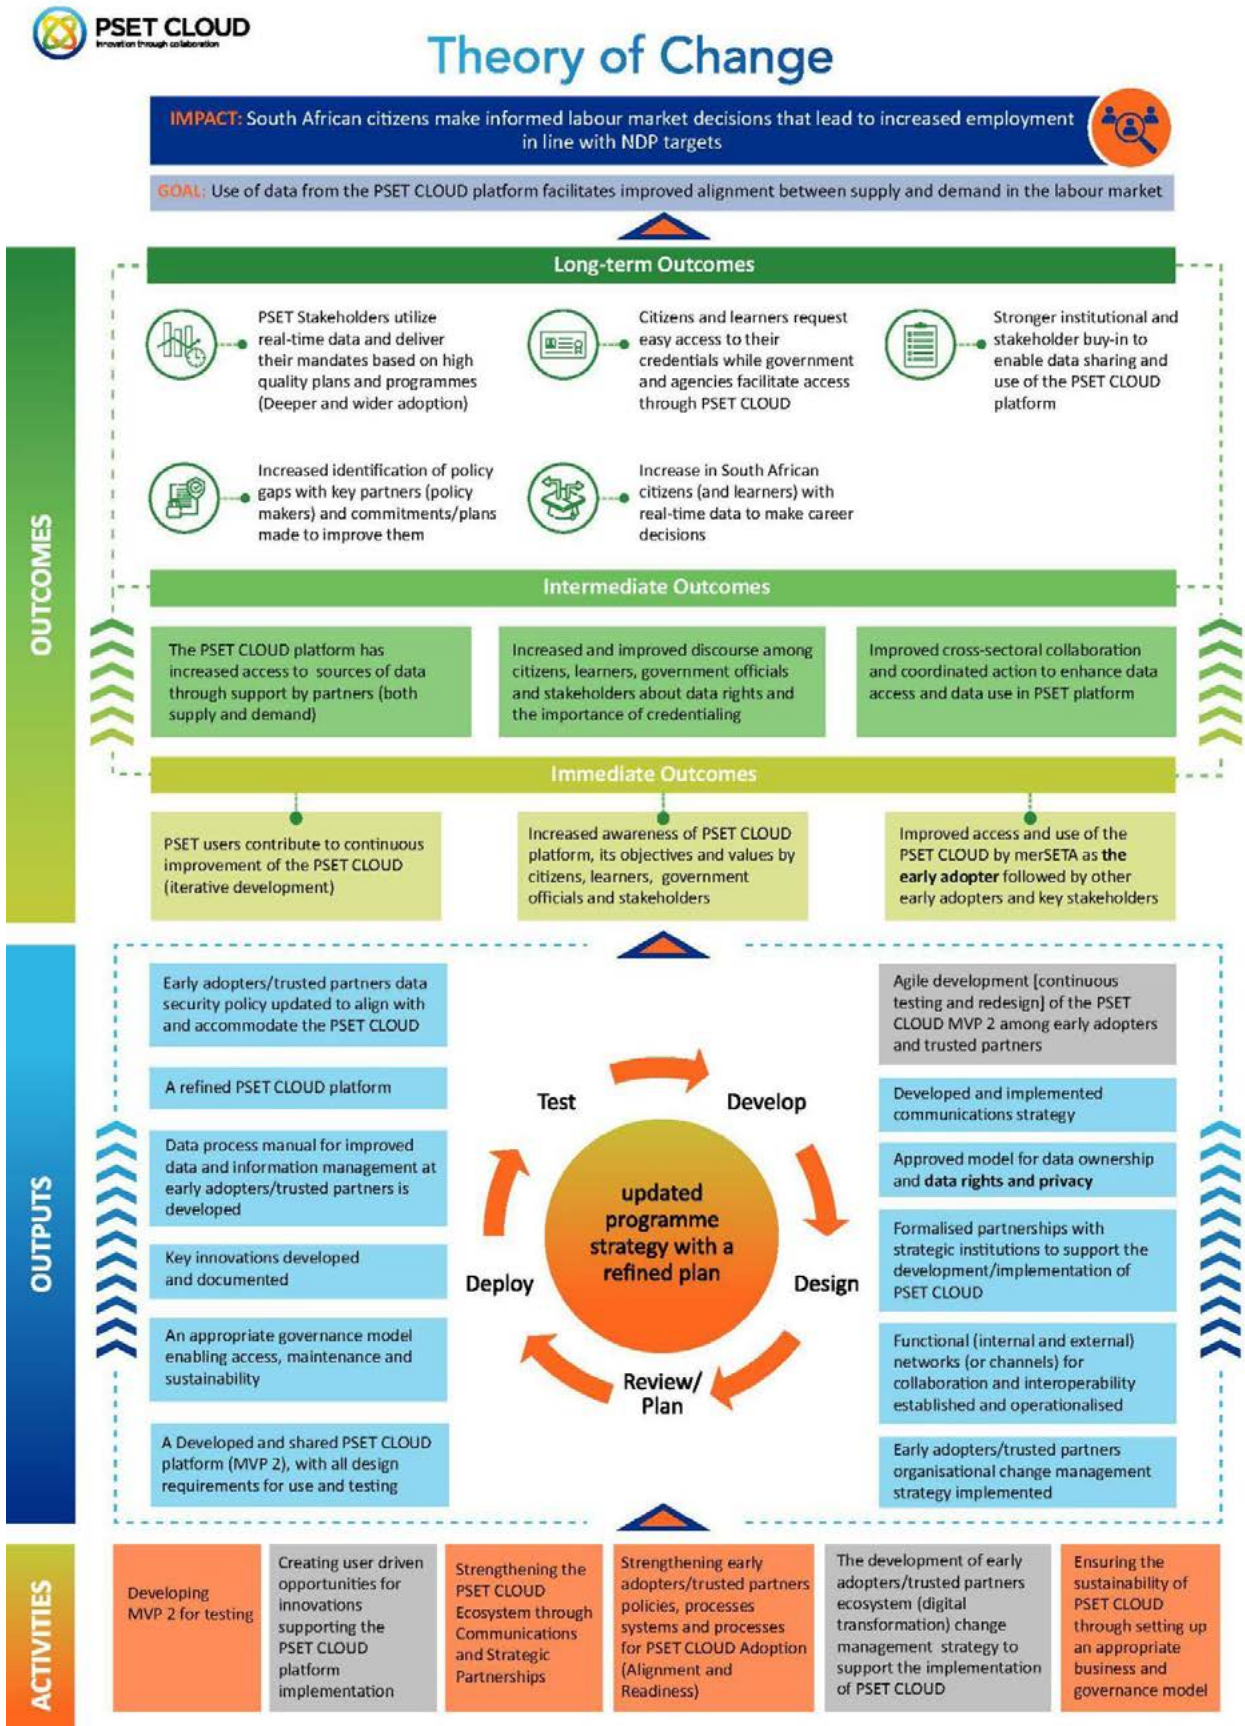 PSET CLOUD
Innovation through collaboration
Theory of Change
IMPACT: South African citizens make informed labour market decisions that lead to increased employment
in line with NDP targets
GOAL: Use of data from the PSET CLOUD platform facilitates improved alignment between supply and demand in the labour market
OUTCOMES
Long-term Outcomes
PSET Stakeholders utilize
real-time data and deliver
their mandates based on high
quality plans and programmes
(Deeper and wider adoption)
Citizens and learners request
easy access to their
credentials while government
and agencies facilitate access
through PSET CLOUD
Stronger institutional and
stakeholder buy-in to
enable data sharing and
use of the PSET CLOUD
platform
Increased identification of policy
gaps with key partners (policy
makers) and commitments/plans
made to improve them
Increase in South African
citizens (and learners) with
real-time data to make career
decisions
Intermediate Outcomes
The PSET CLOUD platform has
increased access to sources of data
through support by partners (both
supply and demand)
Increased and improved discourse among
citizens, learners, government officials
and stakeholders about data rights and
the importance of credentialing
Improved cross-sectoral collaboration
and coordinated action to enhance data
access and data use in PSET platform
Immediate Outcomes
PSET users contribute to continuous
improvement of the PSET CLOUD
(iterative development)
Increased awareness of PSET CLOUD
platform, its objectives and values by
citizens, learners, government
officials and stakeholders
Improved access and use of the
PSET CLOUD by merSETA as the
early adopter followed by other
early adopters and key stakeholders
OUTPUTS
Early adopters/trusted partners data
security policy updated to align with
and accommodate the PSET CLOUD
A refined PSET CLOUD platform
Data process manual for improved
data and information management at
early adopters/trusted partners is
developed
Key innovations developed
and documented
An appropriate governance model
enabling access, maintenance and
sustainability
A Developed and shared PSET CLOUD
platform (MVP 2), with all design
requirements for use and testing
Test
Develop
updated
programme
strategy with a
refined plan
Deploy
Design
Review/
Plan
Agile development [continuous
testing and redesign] of the PSET
CLOUD MVP 2 among early adopters
and trusted partners
Developed and implemented
communications strategy
Approved model for data ownership
and data rights and privacy
Formalised partnerships with
strategic institutions to support the
development/implementation of
PSET CLOUD
Functional (internal and external)
networks (or channels) for
collaboration and interoperability
established and operationalised
Early adopters/trusted partners
organisational change management
strategy implemented
ACTIVITIES
Developing
MVP 2 for testing
Creating user driven
opportunities for
innovations
supporting the
PSET CLOUD
platform
implementation
Strengthening the
PSET CLOUD
Ecosystem through
Communications
and Strategic
Partnerships
Strengthening early
adopters/trusted partners
policies, processes
systems and processes
for PSET CLOUD Adoption
(Alignment and
Readiness)
The development of early
adopters/trusted partners
ecosystem (digital
transformation) change
management strategy to
support the implementation
of PSET CLOUD
Ensuring the
sustainability of
PSET CLOUD
through setting up
an appropriate
business and
governance model